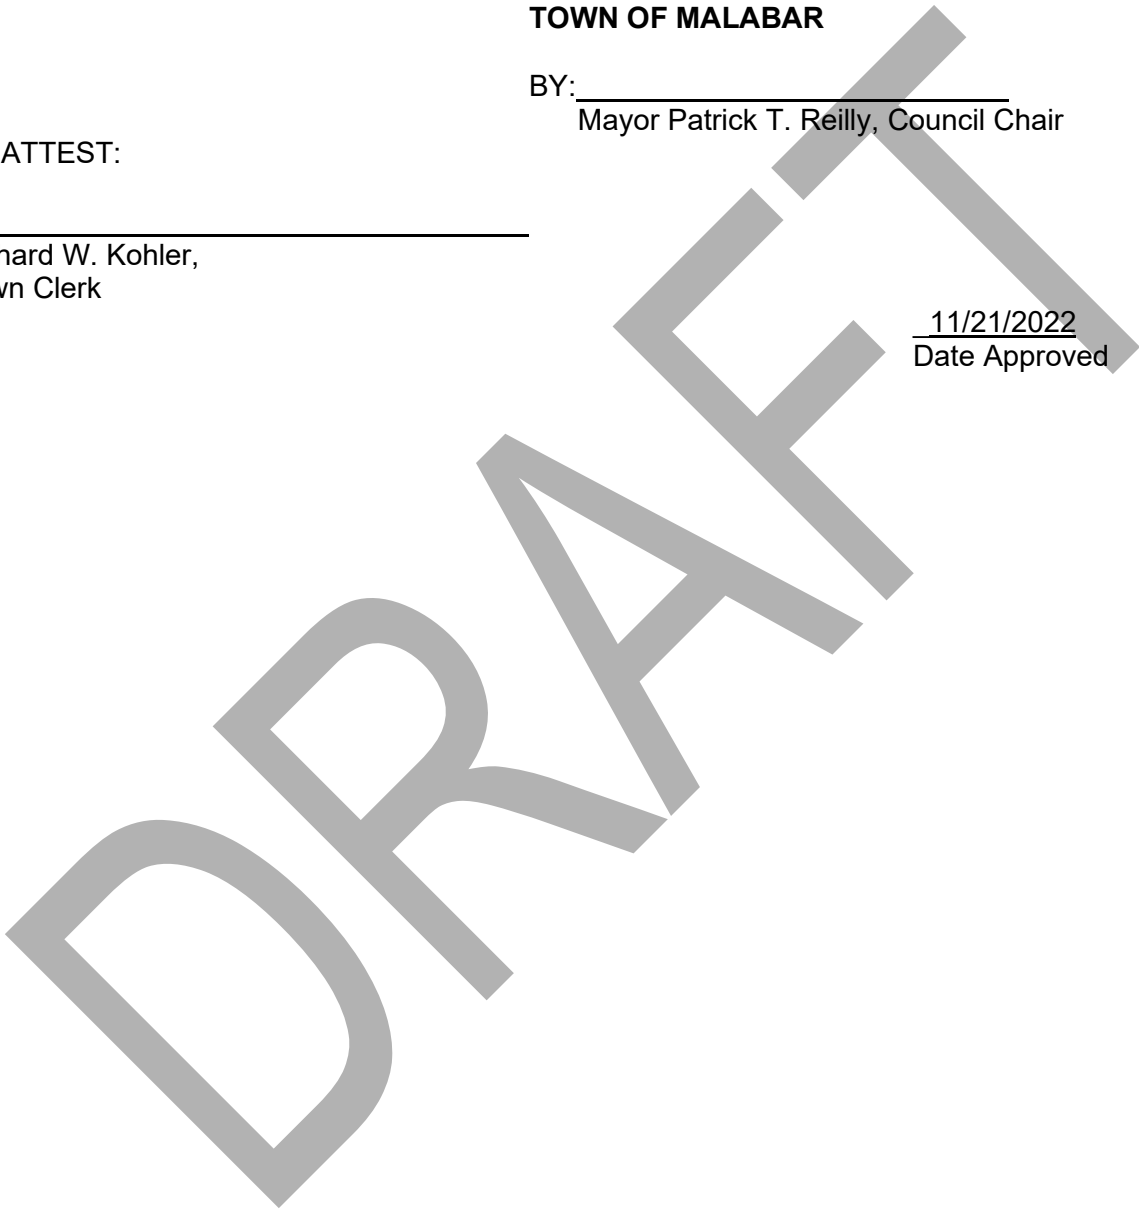 TOWN OF MALABAR
BY:
Mayor Patrick T. Reilly, Council Chair
ATTEST:
hard W. Kohler,
wn Clerk
11/21/2022
Date Approved
DRAFT